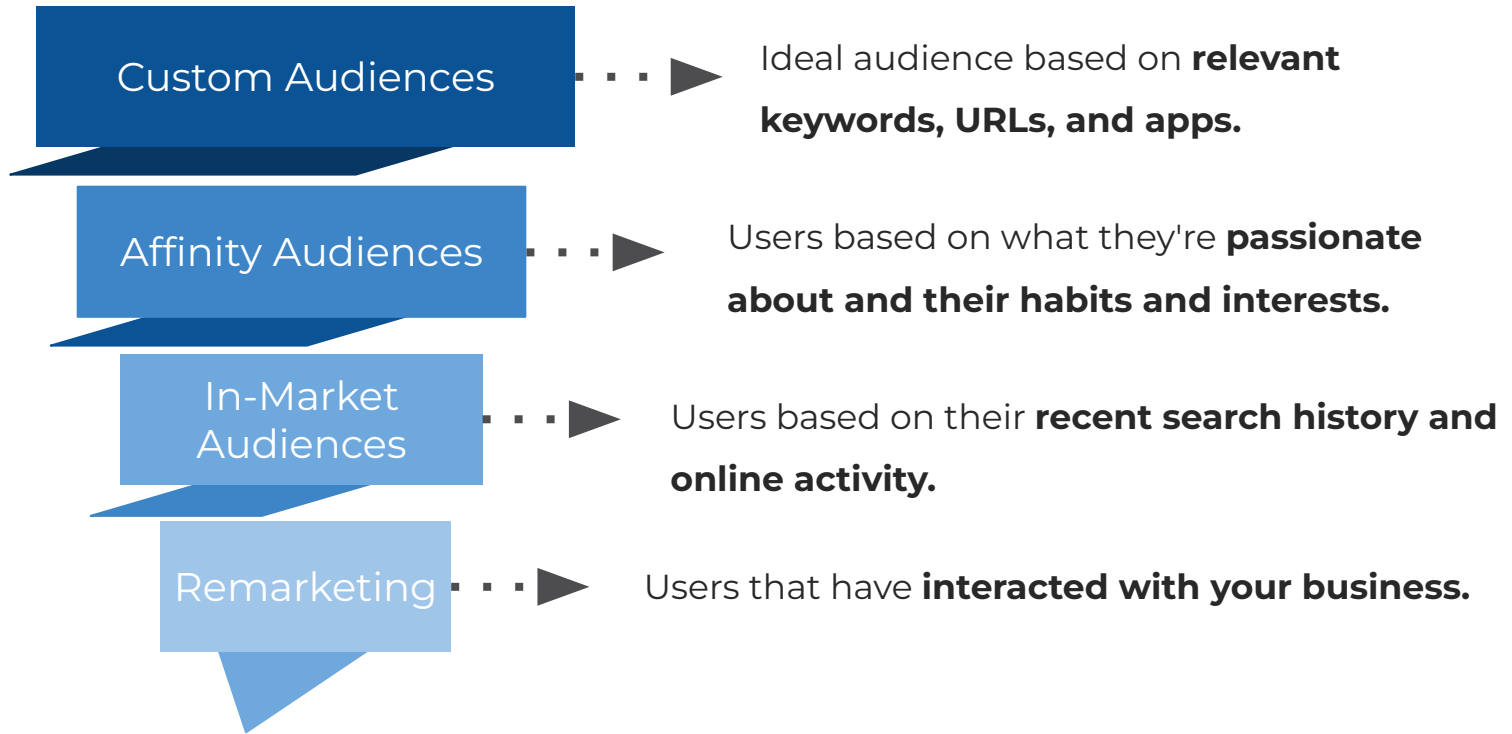 Custom Audiences
Ideal audience based on relevant
keywords, URLs, and apps.
Affinity Audiences
Users based on what they're passionate
about and their habits and interests.
In-Market
Audiences
Users based on their recent search history and
online activity.
Remarketing
Users that have interacted with your business.